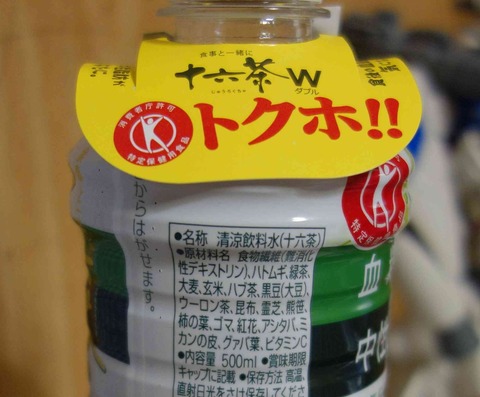 食事と一緒に
十六茶W
じゅうろくちゃ
ダブル
トクホ!!
消費者庁許可
特定保健用食品
からはがせます。
●名称 清涼飲料水(十六茶)
●原材料名 食物繊維(難消化
性デキストリン)、ハトムギ、緑茶、
大麦、玄米、ハブ茶、黒豆(大豆)、
ウーロン茶、昆布、霊芝、熊笹、
柿の葉、ゴマ、紅花、アシタバ、ミ
カンの皮、グァバ葉、ビタミンC
●内容量 500ml ●賞味期限
キャップに記載 ●保存方法 高温、
直射日光をさけ保存してくださ
血
中性